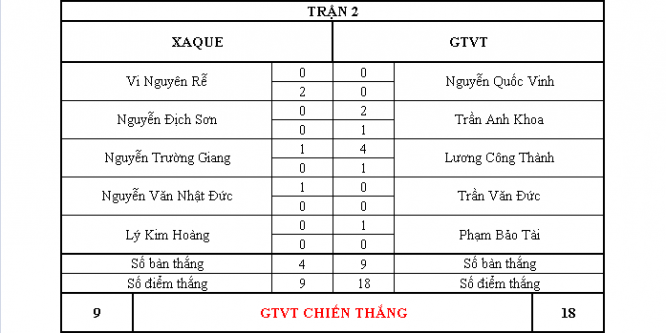 TRẬN 2
XAQUE GTVT
Vi Nguyên Rễ 0 0 Nguyễn Quốc Vinh
2 0
Nguyễn Địch Sơn 0 2 Trần Anh Khoa
0 1
Nguyễn Trường Giang 1 4 Lương Công Thành
0 1
Nguyễn Văn Nhật Đức 1 0 Trần Văn Đức
0 0
Lý Kim Hoàng 0 1 Phạm Bảo Tài
0 0
Số bàn thắng 4 9 Số bàn thắng
Số điểm thắng 9 18 Số điểm thắng
9 GTVT CHIẾN THẮNG 18